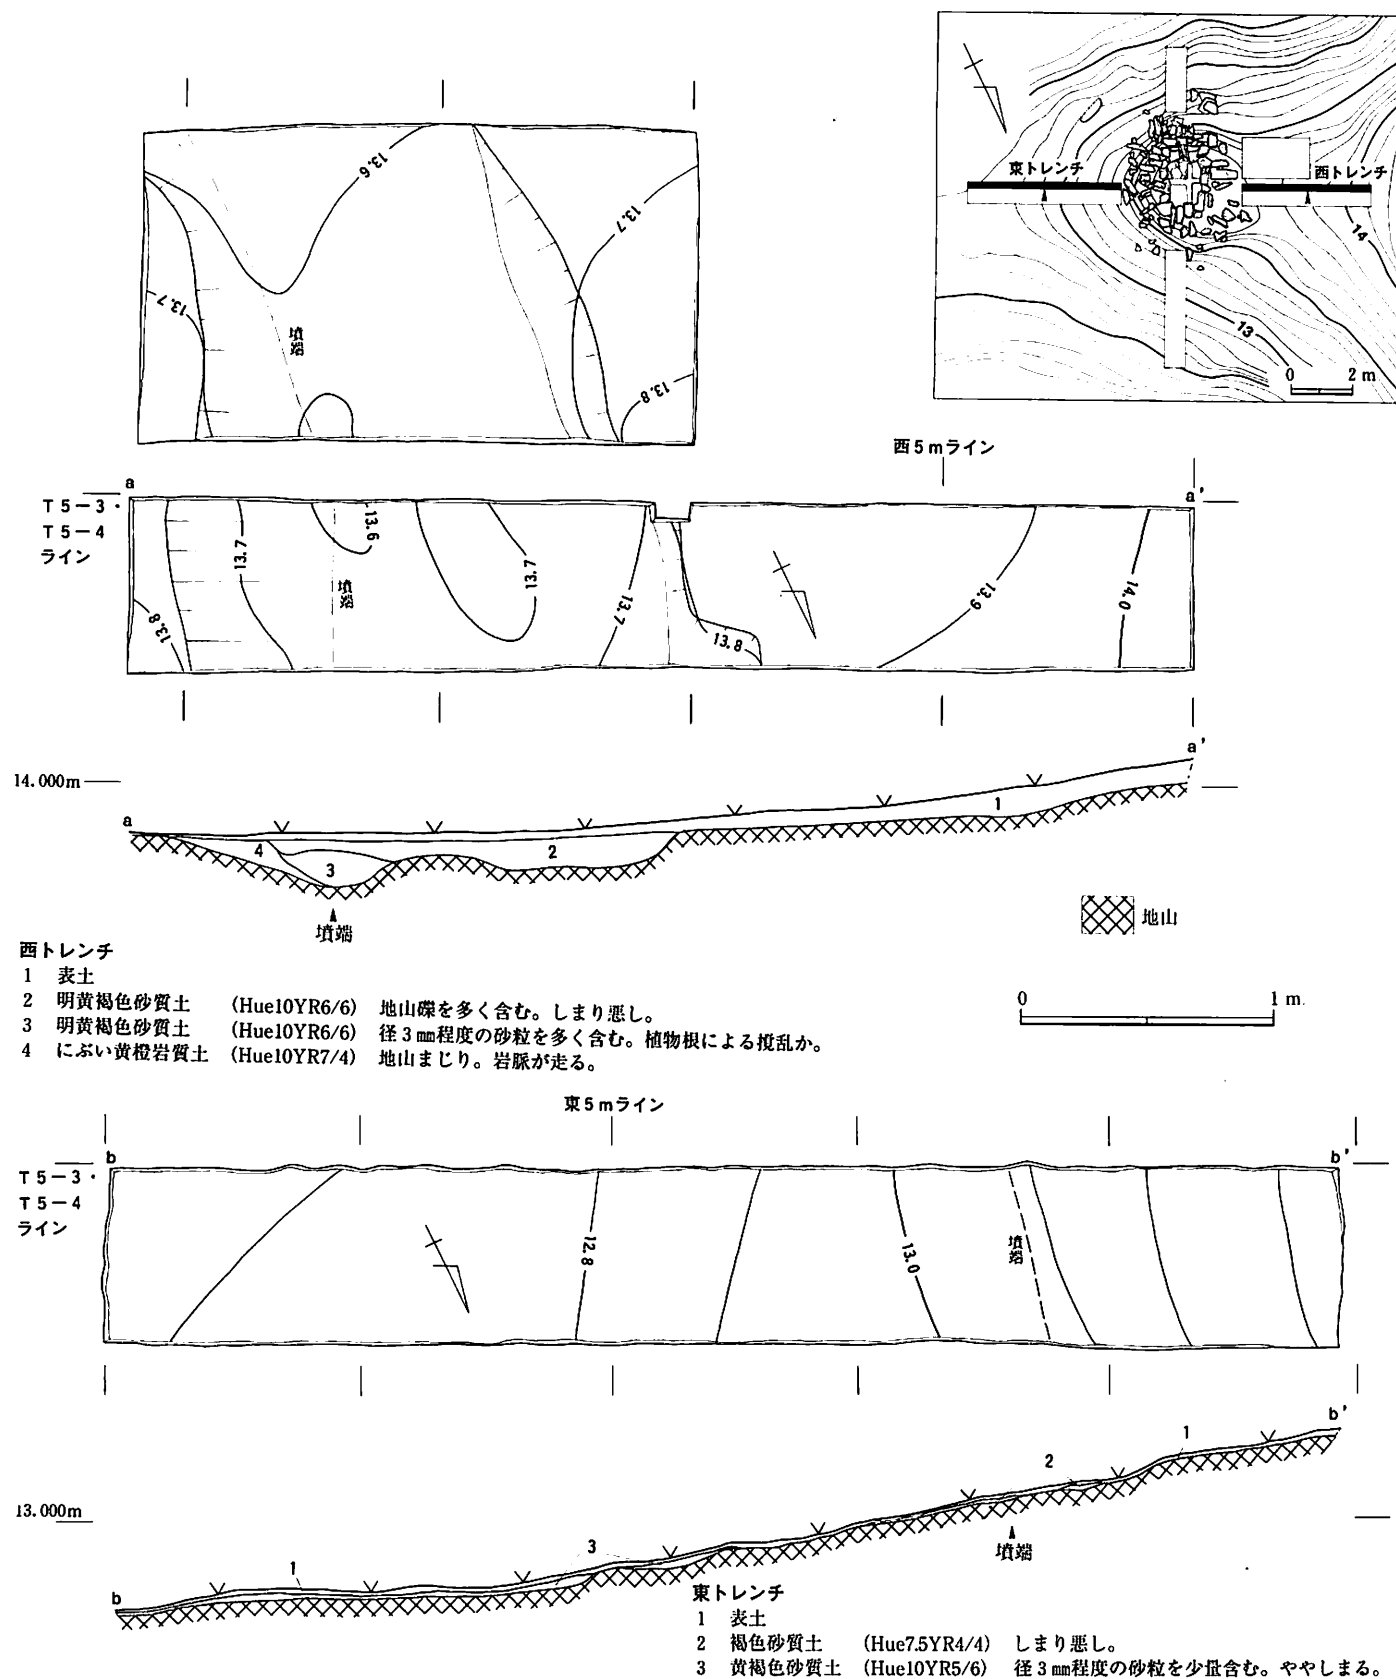 13.6
13.7
13.7
墳端
13.8
東トレンチ
西トレンチ
14
13
0 2 m
西5mライン
a
a'
T5-3・
T5-4
ライン
13.7
13.6
墳端
13.7
13.8
13.7
13.8
13.9
14.0
14.000m
a
a'
1
2
3
4
墳端
地山
西トレンチ
1 表土
2 明黄褐色砂質土 (Hue10YR6/6) 地山礫を多く含む。しまり悪し。
3 明黄褐色砂質土 (Hue10YR6/6) 径3㎜程度の砂粒を多く含む。植物根による撹乱か。
4 にぶい黄橙岩質土 (Hue10YR7/4) 地山まじり。岩脈が走る。
0 1 m
東5mライン
b
b'
T5-3・
T5-4
ライン
12.8
13.0
墳端
b'
1
2
13.000m
3
墳端
1
b
東トレンチ
1 表土
2 褐色砂質土 (Hue7.5YR4/4) しまり悪し。
3 黄褐色砂質土 (Hue10YR5/6) 径3㎜程度の砂粒を少量含む。ややしまる。